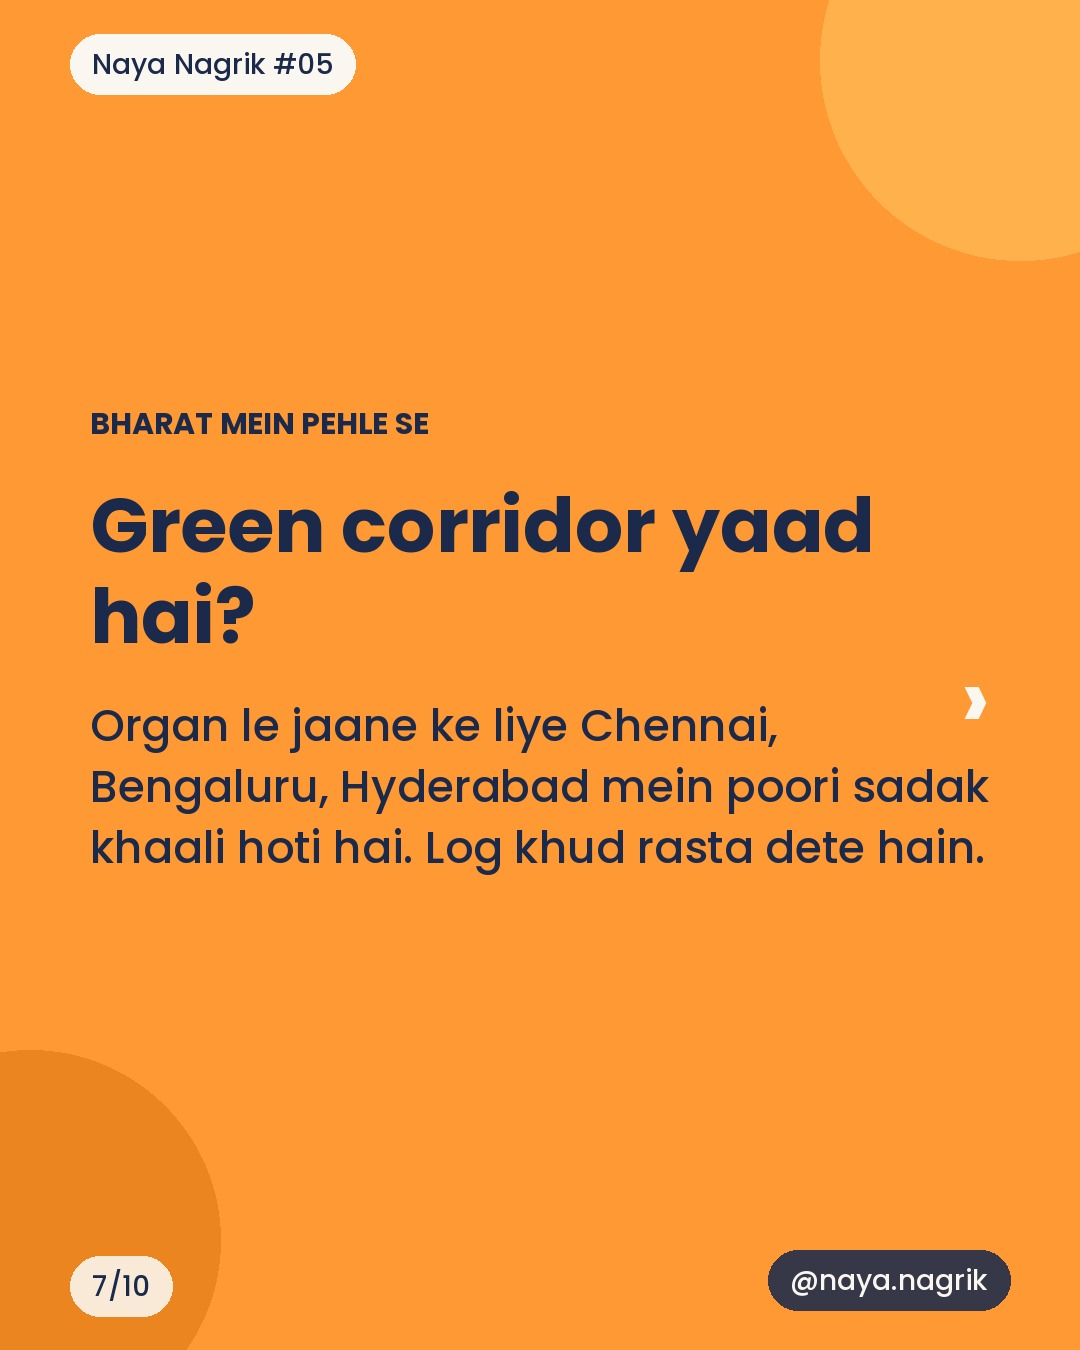 Naya Nagrik #05
BHARAT MEIN PEHLE SE
Green corridor yaad
hai?
Organ le jaane ke liye Chennai,
Bengaluru, Hyderabad mein poori sadak
khaali hoti hai. Log khud rasta dete hain.
7/10
@naya.nagrik